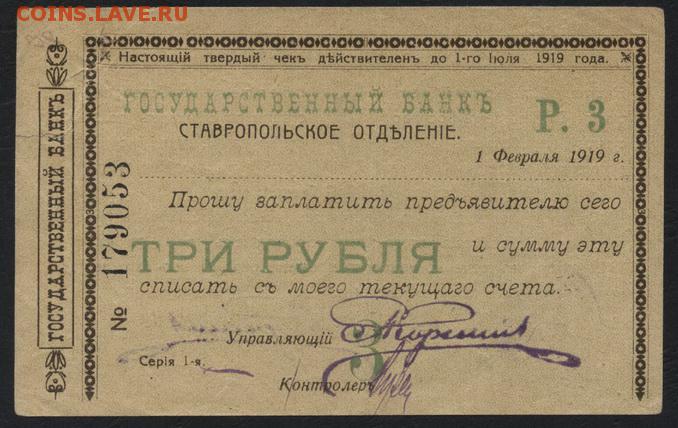 COINS.LAVE.RU
Настоящій твердый чекъ дѣйствителенъ до 1-го Іюля 1919 года.
ГОСУДАРСТВЕННЫЙ БАНКЪ
Р. 3
СТАВРОПОЛЬСКОЕ ОТДѢЛЕНІЕ.
1 Февраля 1919 г.
Прошу заплатить предъявителю сего
ТРИ РУБЛЯ
и сумму эту
списать съ моего текущаго счета.
Управляющій
3
Серія 1-я.
Контролеръ
№ 179053
ГОСУДАРСТВЕННЫЙ БАНКЪ